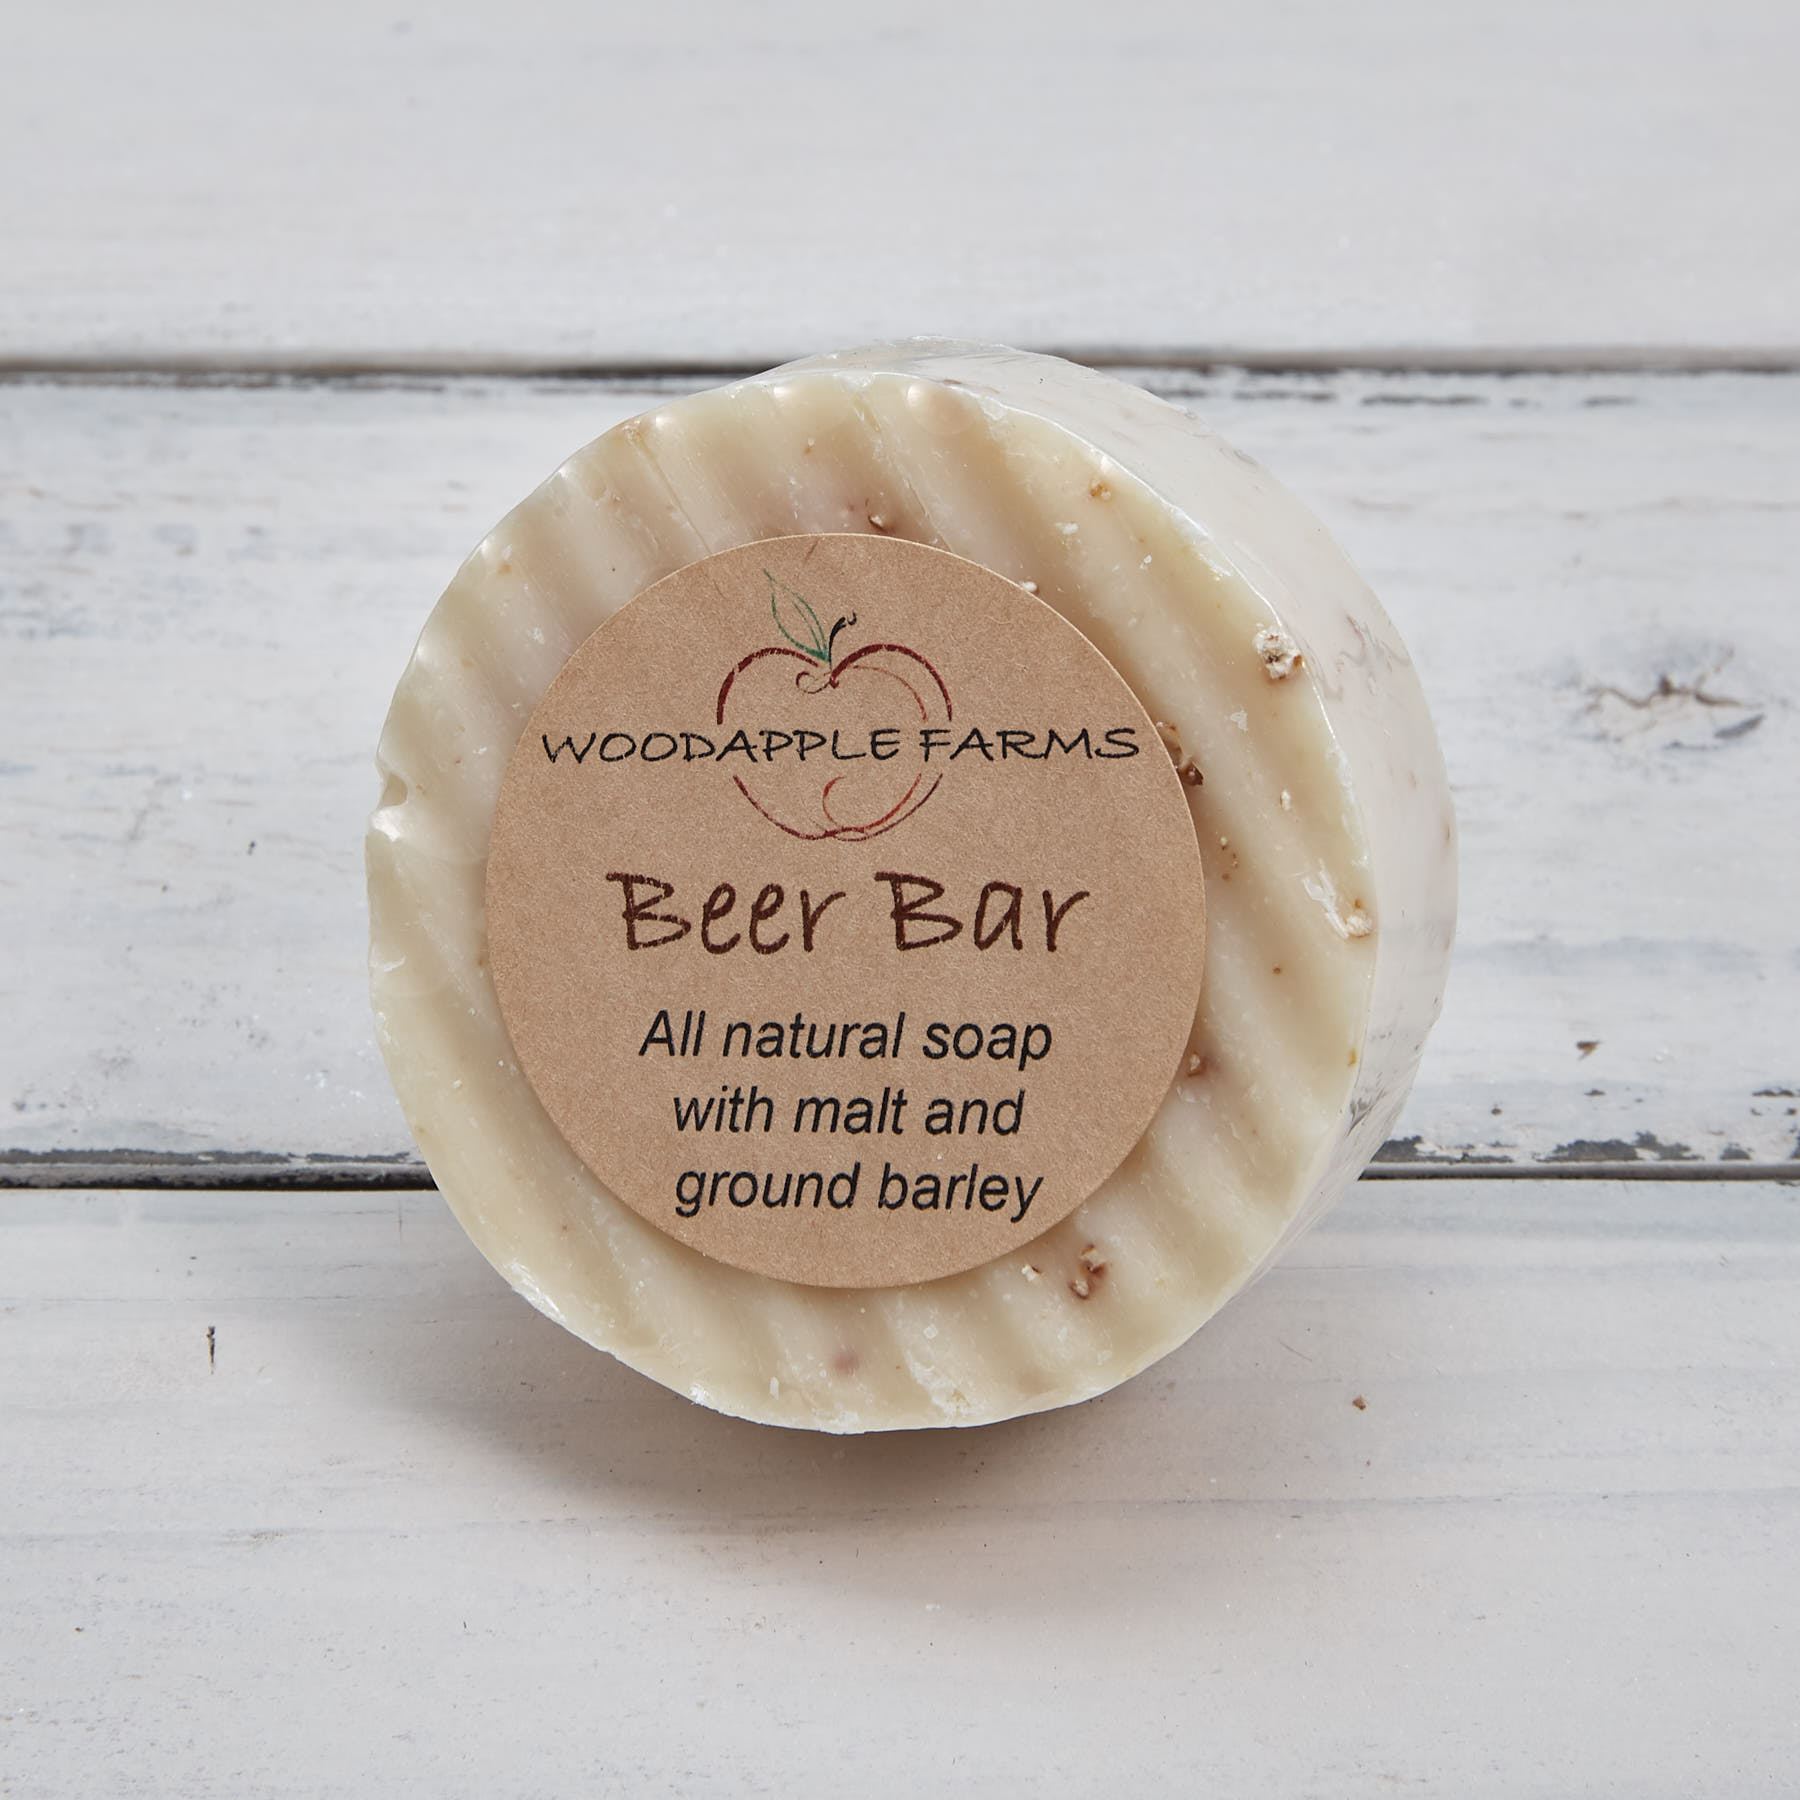 WOODAPPLE FARMS
Beer Bar
All natural soap
with malt and
ground barley